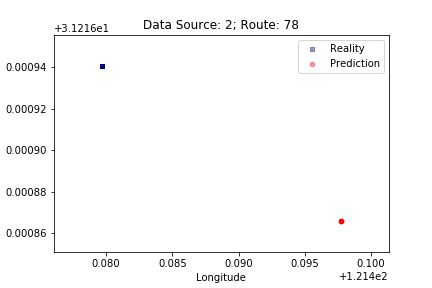 Data Source: 2; Route: 78
+3.1216e1
Reality
Prediction
0.00094
0.00092
0.00090
0.00088
0.00086
0.080 0.085 0.090 0.095 0.100
Longitude
+1.214e2